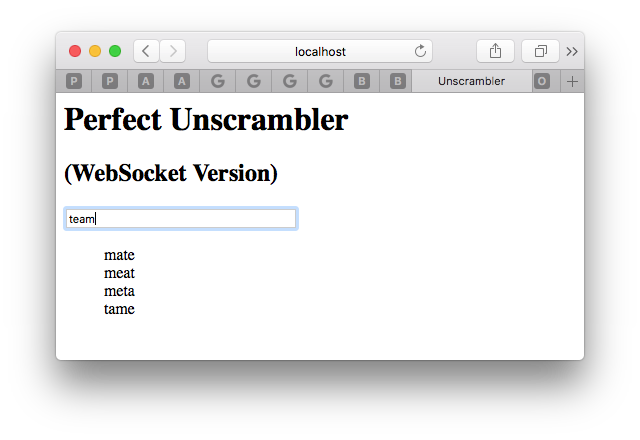 localhost
P P A A G G G G B B Unscrambler O
Perfect Unscrambler
(WebSocket Version)
team
mate
meat
meta
tame